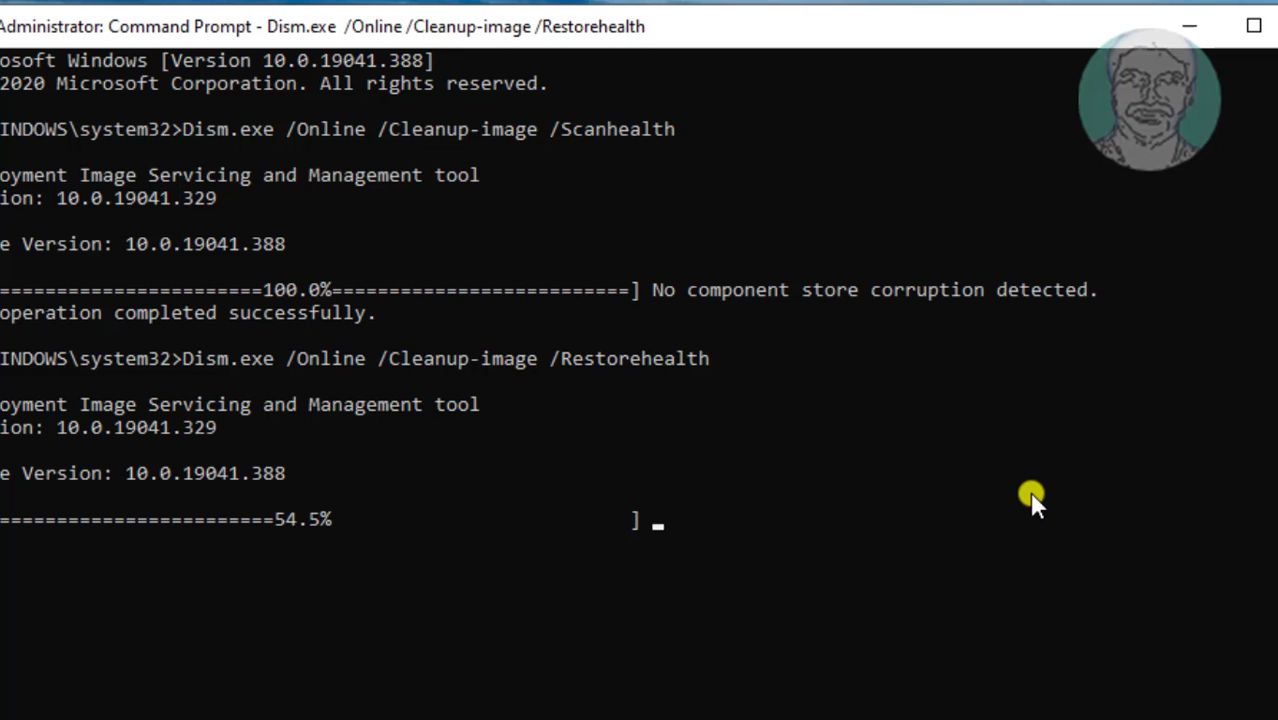 Administrator: Command Prompt - Dism.exe /Online /Cleanup-image /Restorehealth
osoft Windows [Version 10.0.19041.388]
2020 Microsoft Corporation. All rights reserved.
INDOWS\system32>Dism.exe /Online /Cleanup-image /Scanhealth
oyment Image Servicing and Management tool
ion: 10.0.19041.329
e Version: 10.0.19041.388
=======================100.0%==========================] No component store corruption detected.
operation completed successfully.
INDOWS\system32>Dism.exe /Online /Cleanup-image /Restorehealth
oyment Image Servicing and Management tool
ion: 10.0.19041.329
e Version: 10.0.19041.388
========================54.5%                          ]